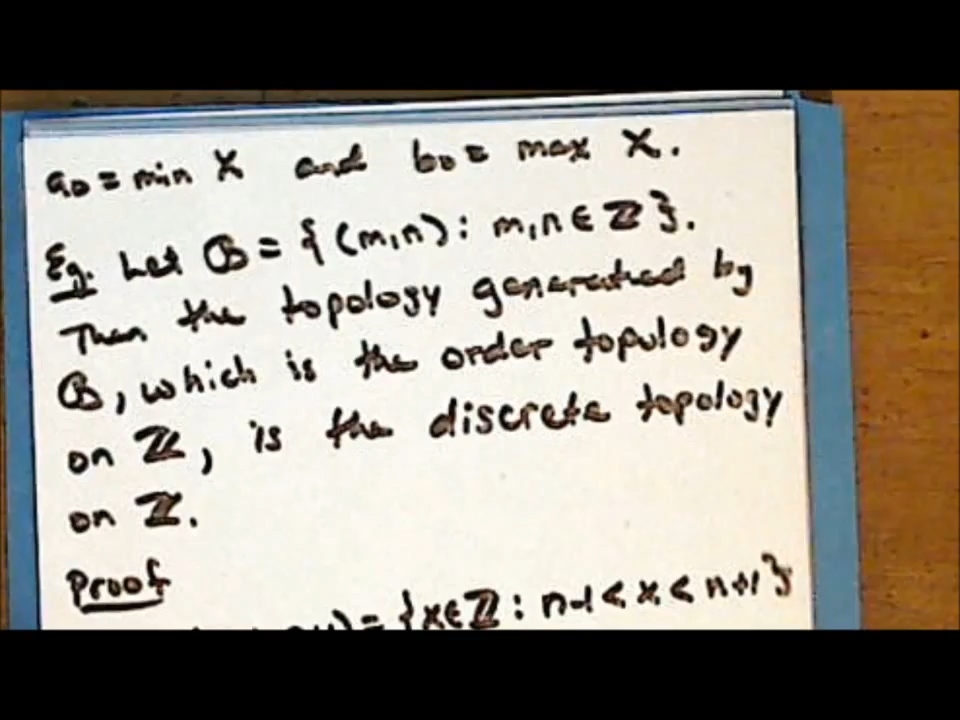 a₀ = min X and b₀ = max X.
Eg. Let ℬ = {(m,n) : m,n ∈ ℤ}.
Then the topology generated by
ℬ, which is the order topology
on ℤ, is the discrete topology
on ℤ.
Proof
) = {x ∈ ℤ : n-1 < x < n+1}